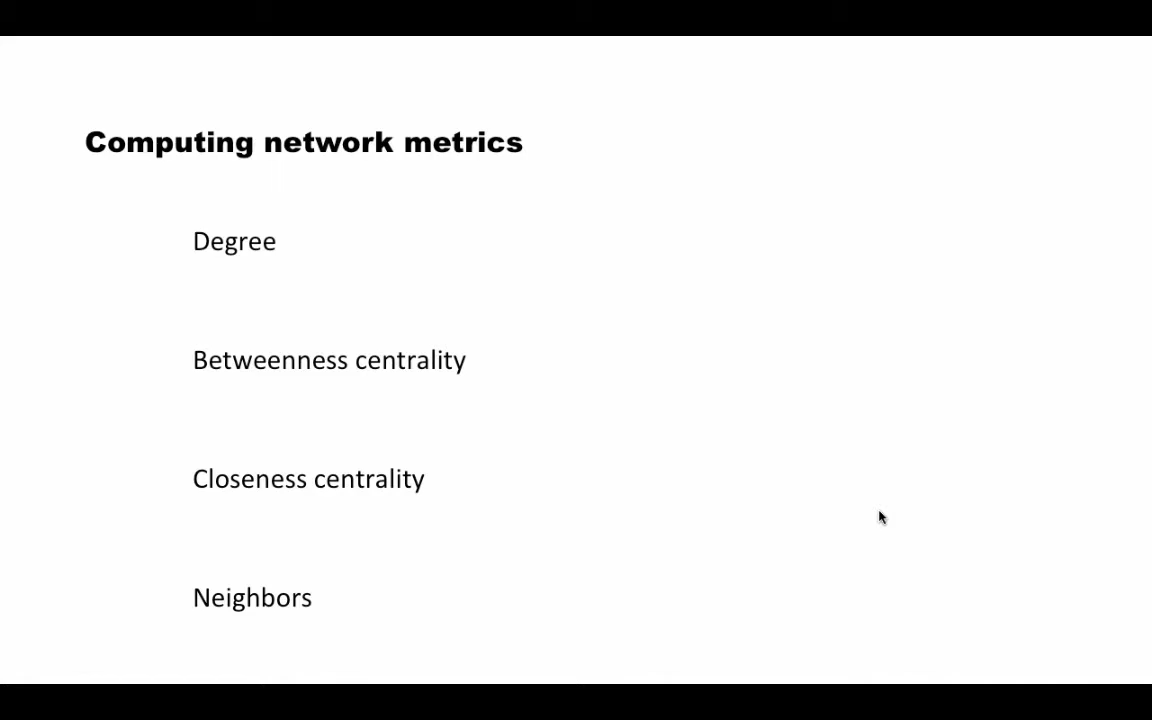 Computing network metrics
Degree
Betweenness centrality
Closeness centrality
Neighbors